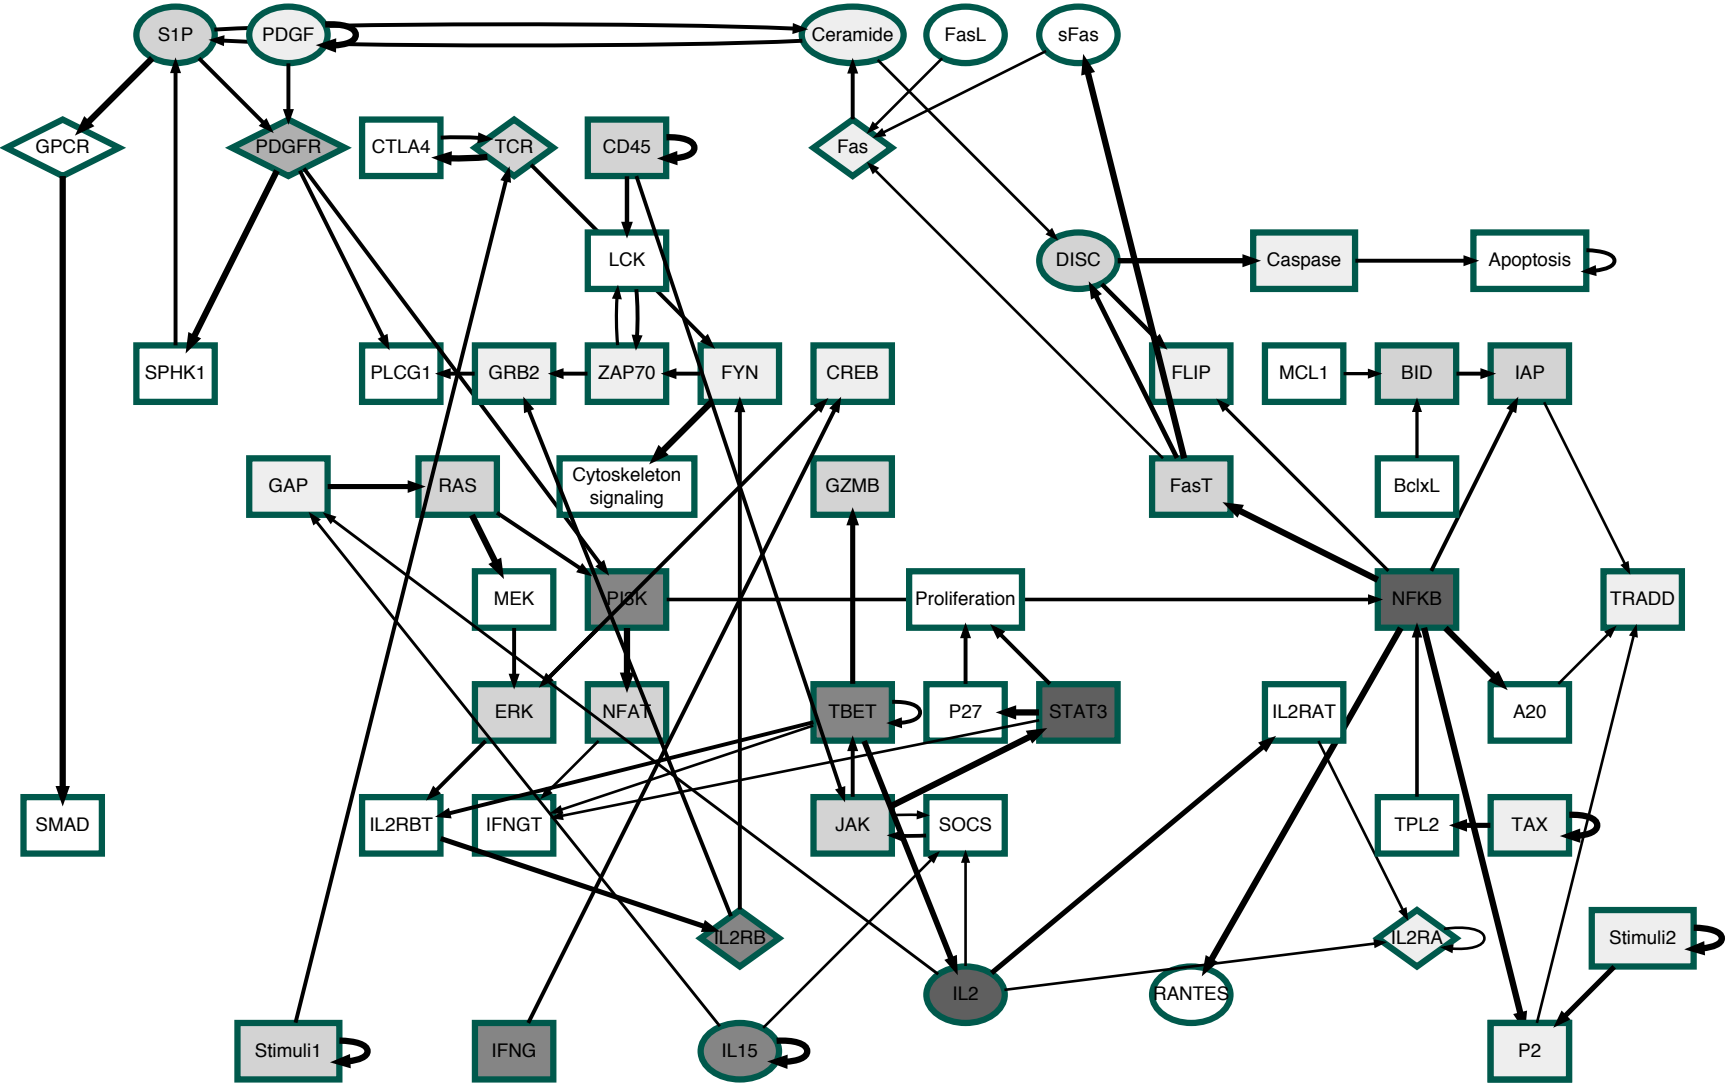 S1P
PDGF
Ceramide
FasL
sFas
GPCR
PDGFR
CTLA4
TCR
CD45
Fas
LCK
DISC
Caspase
Apoptosis
SPHK1
PLCG1
GRB2
ZAP70
FYN
CREB
FLIP
MCL1
BID
IAP
GAP
RAS
Cytoskeleton
signaling
GZMB
FasT
BclxL
MEK
PI3K
Proliferation
NFKB
TRADD
ERK
NFAT
TBET
P27
STAT3
IL2RAT
A20
SMAD
IL2RBT
IFNGT
JAK
SOCS
TPL2
TAX
IL2RB
IL2RA
Stimuli2
IL2
RANTES
Stimuli1
IFNG
IL15
P2